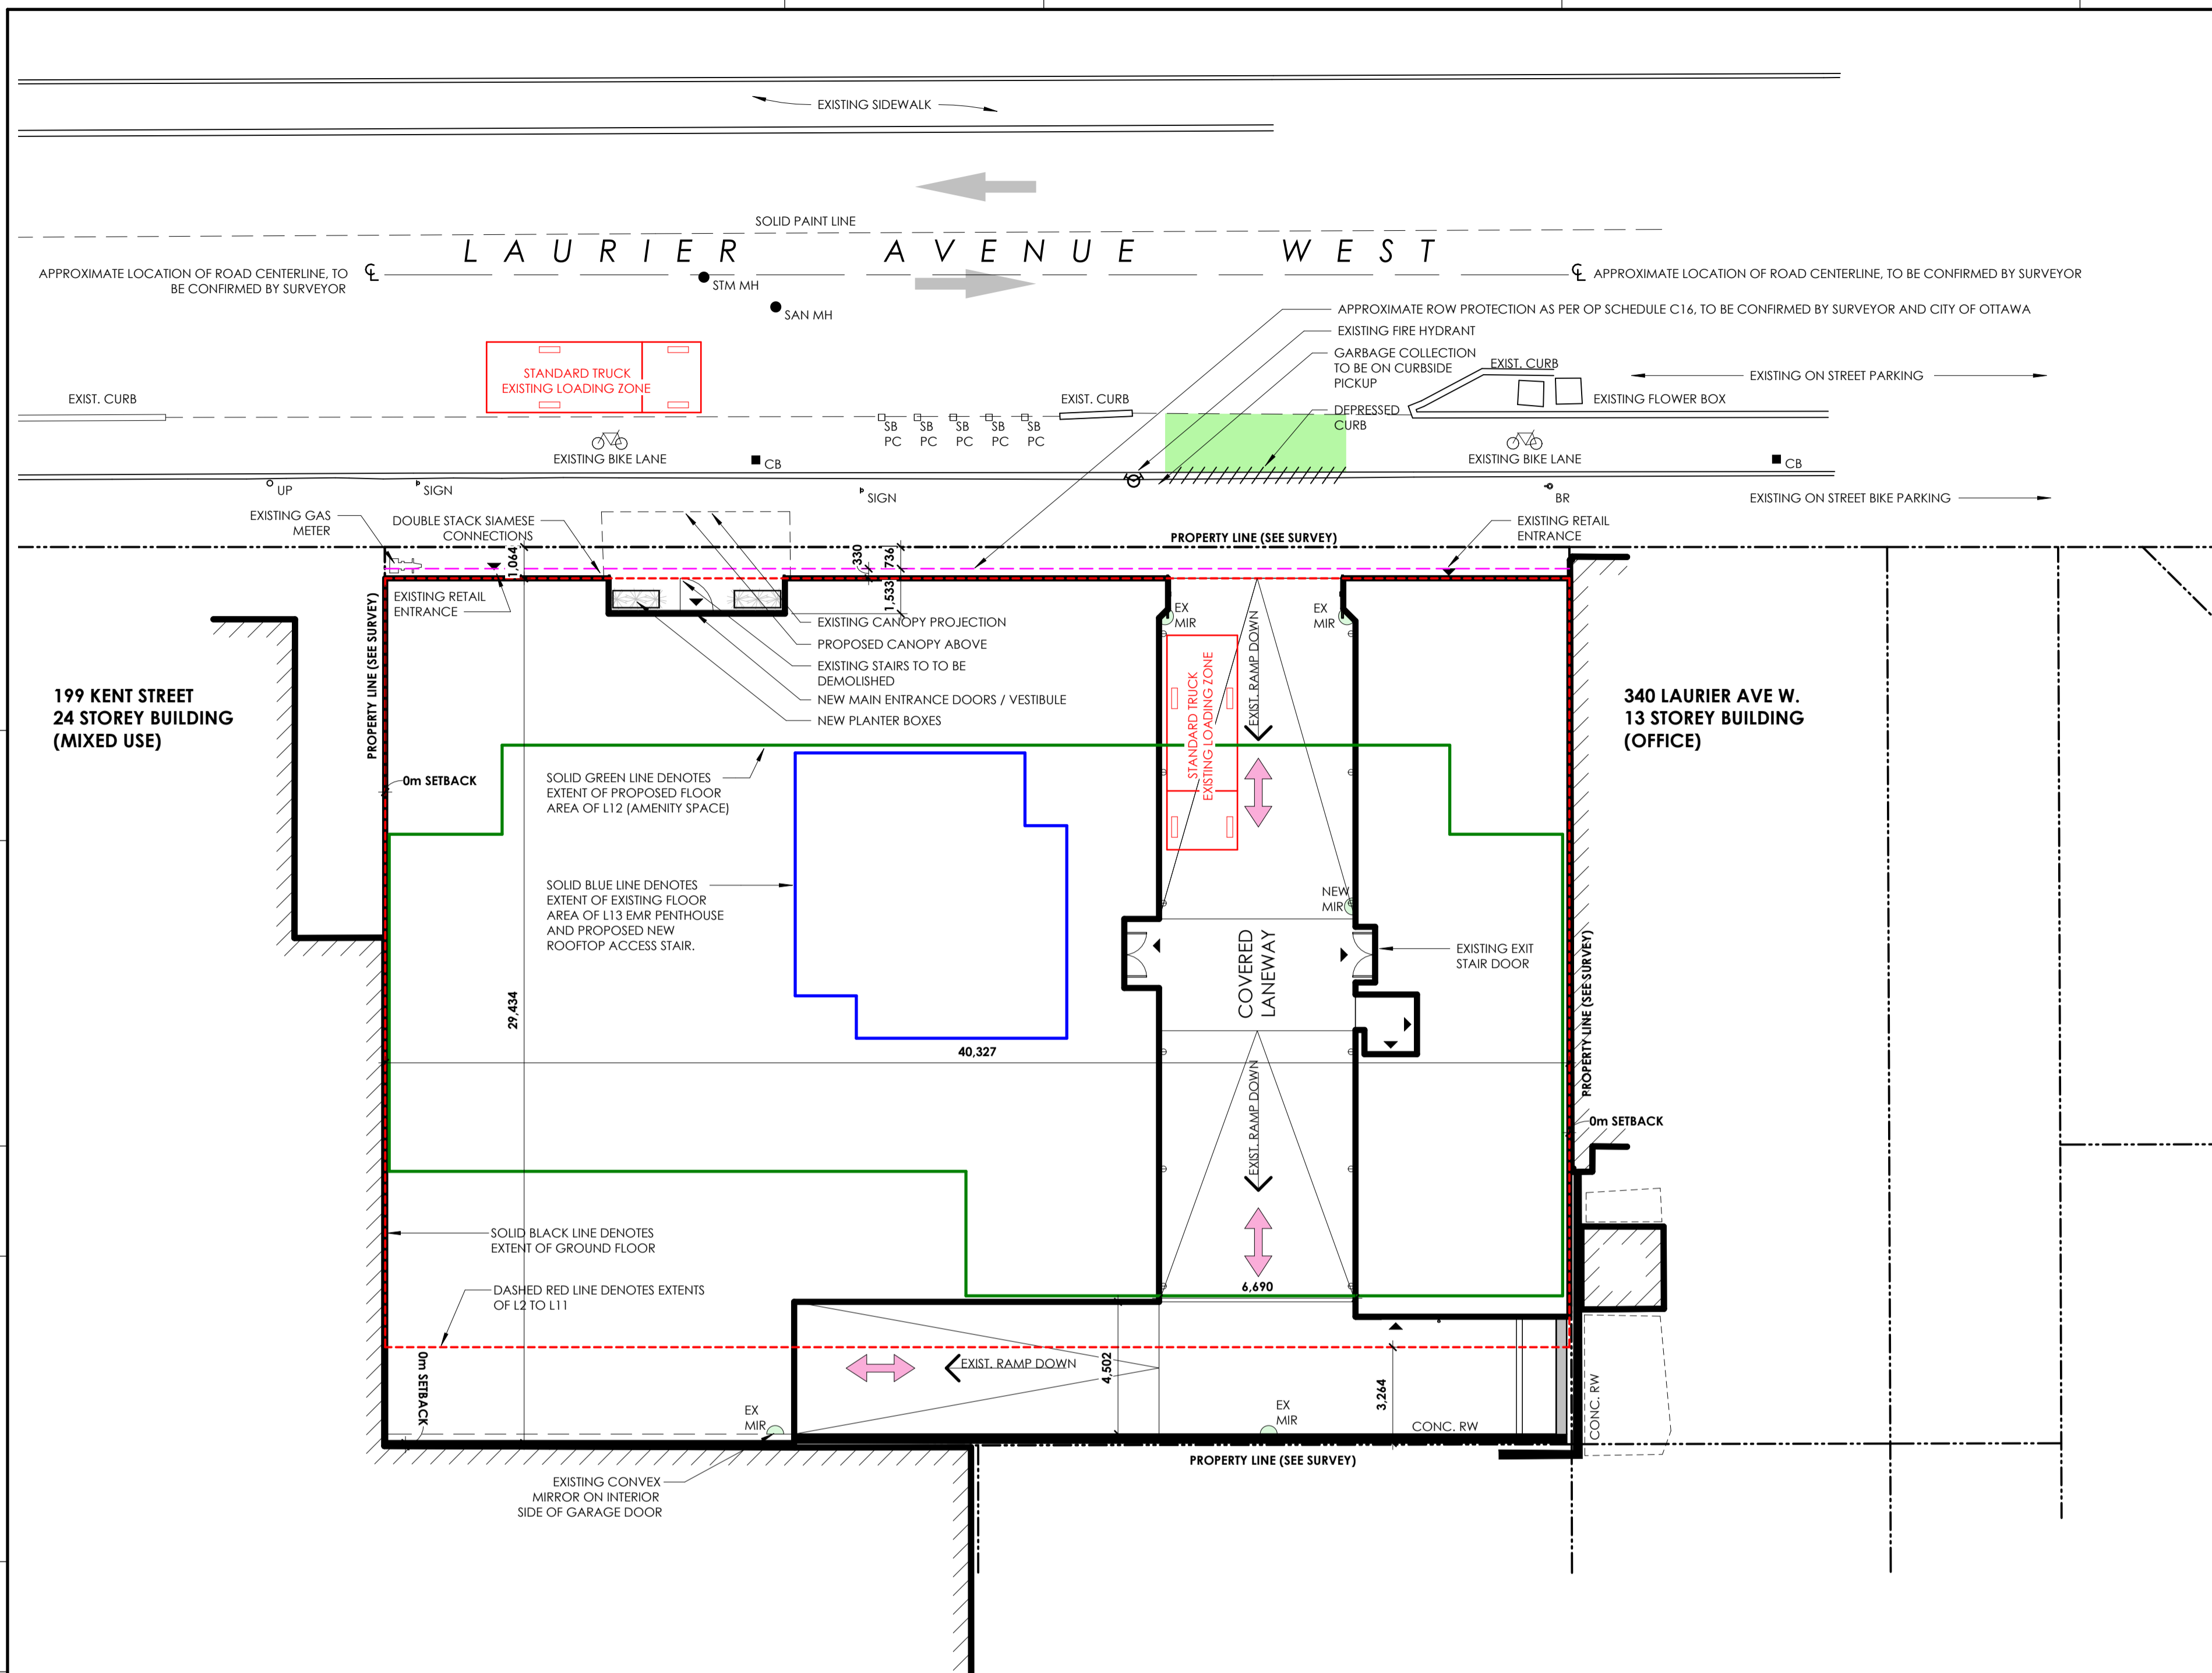 EXISTING SIDEWALK
SOLID PAINT LINE
LAURIER AVENUE WEST
APPROXIMATE LOCATION OF ROAD CENTERLINE, TO
BE CONFIRMED BY SURVEYOR
℄
℄
APPROXIMATE LOCATION OF ROAD CENTERLINE, TO BE CONFIRMED BY SURVEYOR
STM MH
SAN MH
APPROXIMATE ROW PROTECTION AS PER OP SCHEDULE C16, TO BE CONFIRMED BY SURVEYOR AND CITY OF OTTAWA
EXISTING FIRE HYDRANT
GARBAGE COLLECTION
TO BE ON CURBSIDE
PICKUP
DEPRESSED
CURB
STANDARD TRUCK
EXISTING LOADING ZONE
EXIST. CURB
EXIST. CURB
EXIST. CURB
EXISTING FLOWER BOX
EXISTING ON STREET PARKING
SB
PC
SB
PC
SB
PC
SB
PC
SB
PC
EXISTING BIKE LANE
CB
EXISTING BIKE LANE
CB
UP
SIGN
SIGN
BR
EXISTING ON STREET BIKE PARKING
EXISTING GAS
METER
DOUBLE STACK SIAMESE
CONNECTIONS
1,064
330
736
1,533
PROPERTY LINE (SEE SURVEY)
EXISTING RETAIL
ENTRANCE
EXISTING RETAIL
ENTRANCE
EXISTING CANOPY PROJECTION
PROPOSED CANOPY ABOVE
EXISTING STAIRS TO TO BE
DEMOLISHED
NEW MAIN ENTRANCE DOORS / VESTIBULE
NEW PLANTER BOXES
EX
MIR
EX
MIR
EXIST. RAMP DOWN
STANDARD TRUCK
EXISTING LOADING ZONE
199 KENT STREET
24 STOREY BUILDING
(MIXED USE)
PROPERTY LINE (SEE SURVEY)
0m SETBACK
340 LAURIER AVE W.
13 STOREY BUILDING
(OFFICE)
SOLID GREEN LINE DENOTES
EXTENT OF PROPOSED FLOOR
AREA OF L12 (AMENITY SPACE)
SOLID BLUE LINE DENOTES
EXTENT OF EXISTING FLOOR
AREA OF L13 EMR PENTHOUSE
AND PROPOSED NEW
ROOFTOP ACCESS STAIR.
NEW
MIR
COVERED
LANEWAY
EXISTING EXIT
STAIR DOOR
PROPERTY LINE (SEE SURVEY)
29,434
40,327
EXIST. RAMP DOWN
0m SETBACK
SOLID BLACK LINE DENOTES
EXTENT OF GROUND FLOOR
DASHED RED LINE DENOTES EXTENTS
OF L2 TO L11
6,690
EXIST. RAMP DOWN
4,502
3,264
0m SETBACK
EX
MIR
EX
MIR
CONC. RW
CONC. RW
PROPERTY LINE (SEE SURVEY)
EXISTING CONVEX
MIRROR ON INTERIOR
SIDE OF GARAGE DOOR